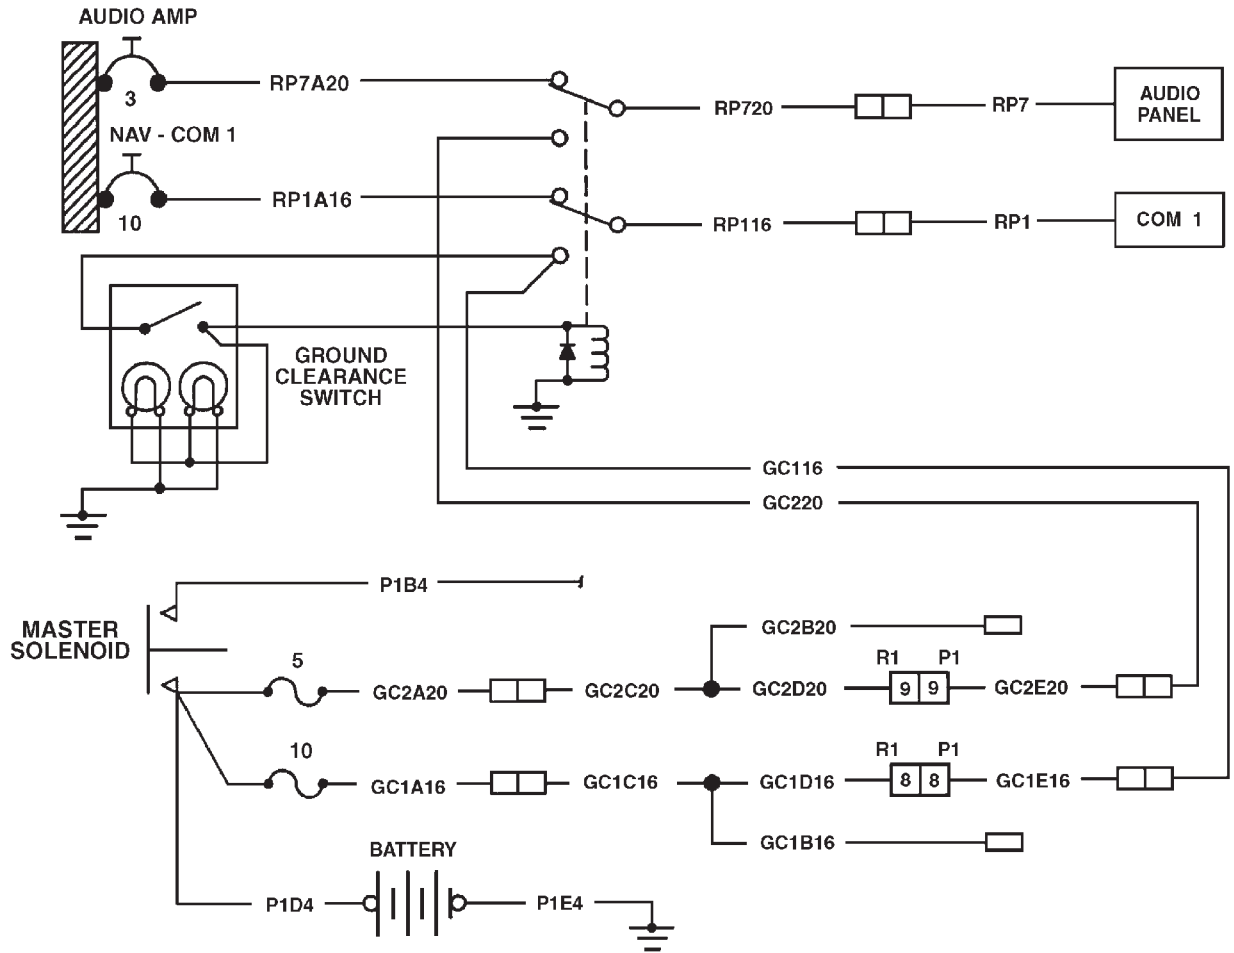 AUDIO AMP
3
RP7A20
RP720
RP7
AUDIO
PANEL
NAV - COM 1
10
RP1A16
RP116
RP1
COM 1
GROUND
CLEARANCE
SWITCH
GC116
GC220
P1B4
MASTER
SOLENOID
GC2B20
5
R1 P1
GC2A20
GC2C20
GC2D20
9 9
GC2E20
10
R1 P1
GC1A16
GC1C16
GC1D16
8 8
GC1E16
GC1B16
BATTERY
P1D4
P1E4